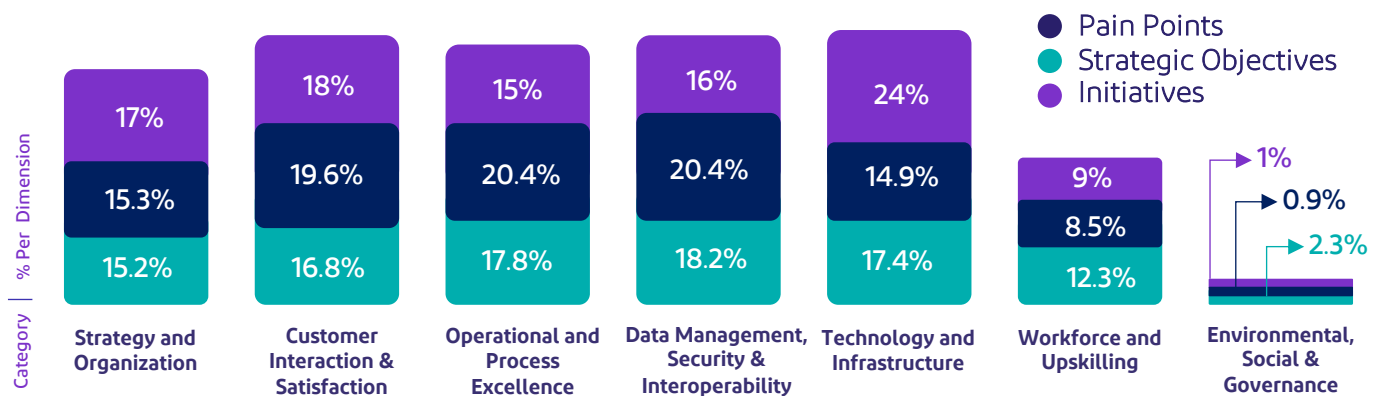 Pain Points
Strategic Objectives
Initiatives
Category | % Per Dimension
17%
15.3%
15.2%
18%
19.6%
16.8%
15%
20.4%
17.8%
16%
20.4%
18.2%
24%
14.9%
17.4%
9%
8.5%
12.3%
1%
0.9%
2.3%
Strategy and
Organization
Customer
Interaction &
Satisfaction
Operational and
Process
Excellence
Data Management,
Security &
Interoperability
Technology and
Infrastructure
Workforce and
Upskilling
Environmental,
Social &
Governance